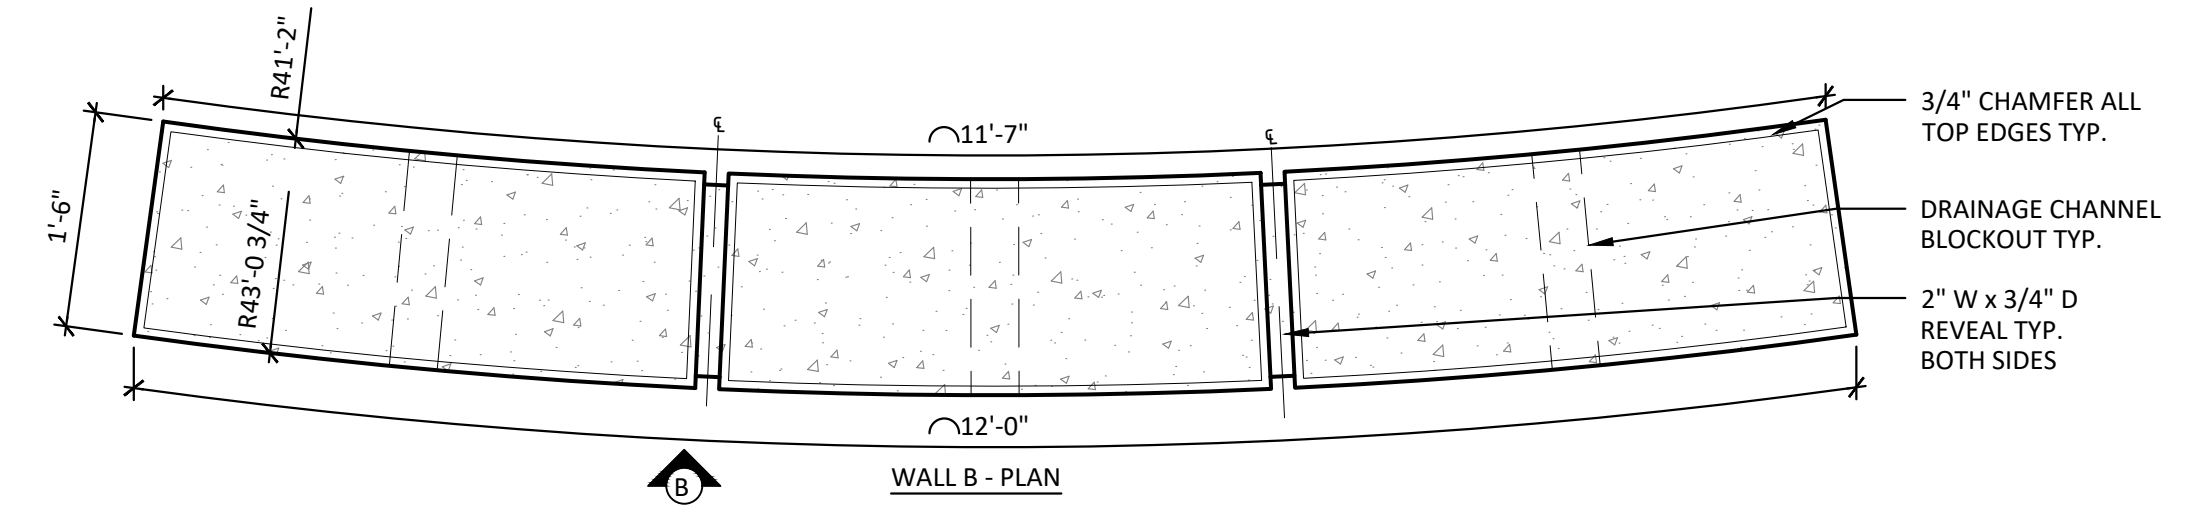 R41'-2"
℄
⌒11'-7"
℄
3/4" CHAMFER ALL
TOP EDGES TYP.
1'-6"
R43'-0 3/4"
DRAINAGE CHANNEL
BLOCKOUT TYP.
2" W x 3/4" D
REVEAL TYP.
BOTH SIDES
⌒12'-0"
B
WALL B - PLAN